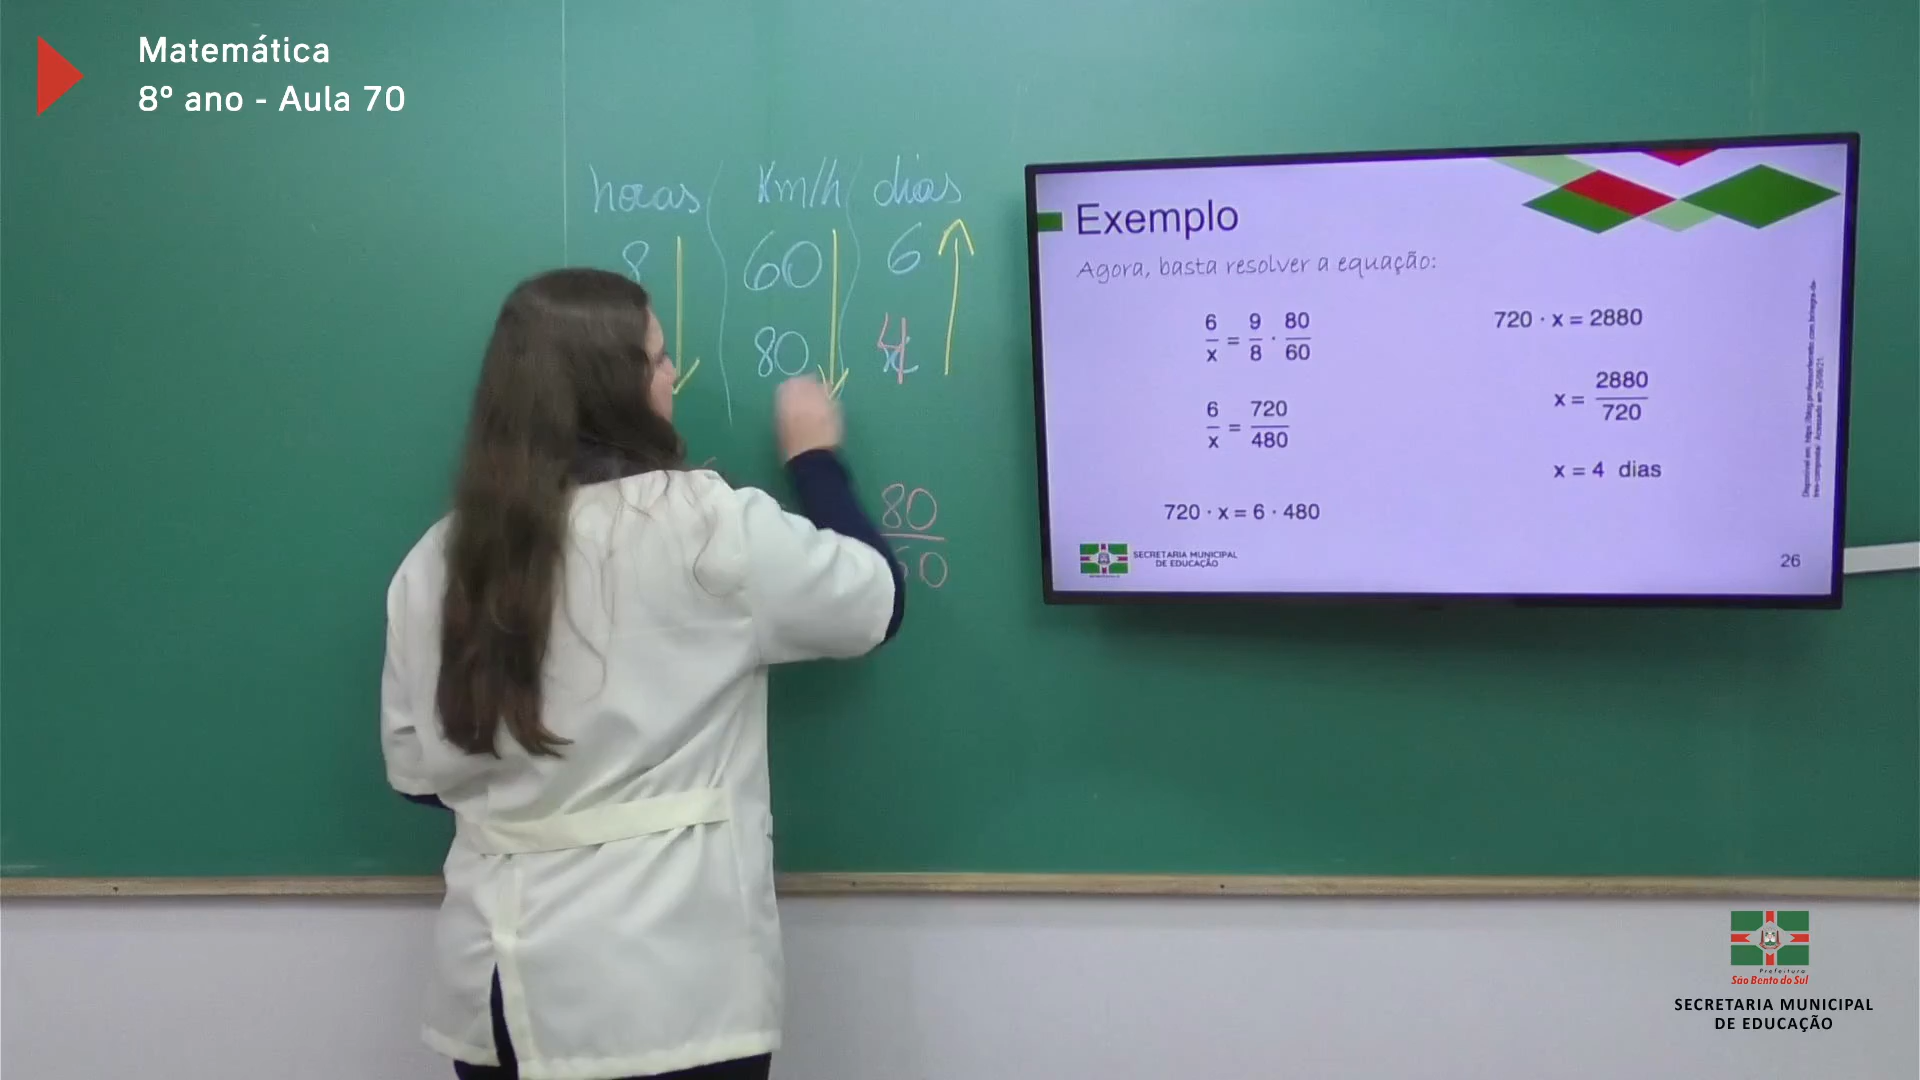 Matemática
8º ano - Aula 70
horas Km/h dias
8 60 6
80 4
80
60
Exemplo
Agora, basta resolver a equação:
6/x = 9/8 · 80/60
6/x = 720/480
720 · x = 6 · 480
720 · x = 2880
x = 2880/720
x = 4 dias
SECRETARIA MUNICIPAL
DE EDUCAÇÃO
26
Prefeitura
São Bento do Sul
SECRETARIA MUNICIPAL
DE EDUCAÇÃO